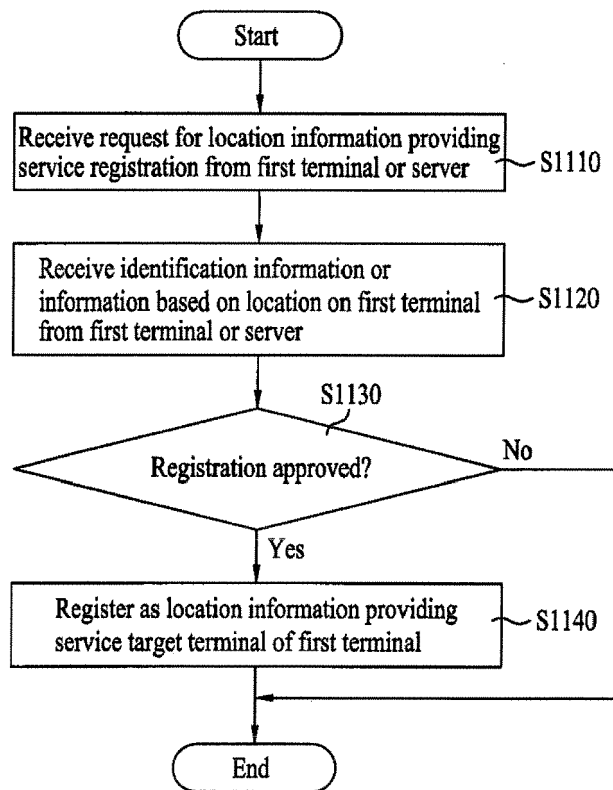 Start
Receive request for location information providing
service registration from first terminal or server
S1110
Receive identification information or
information based on location on first terminal
from first terminal or server
S1120
S1130
Registration approved?
No
Yes
Register as location information providing
service target terminal of first terminal
S1140
End